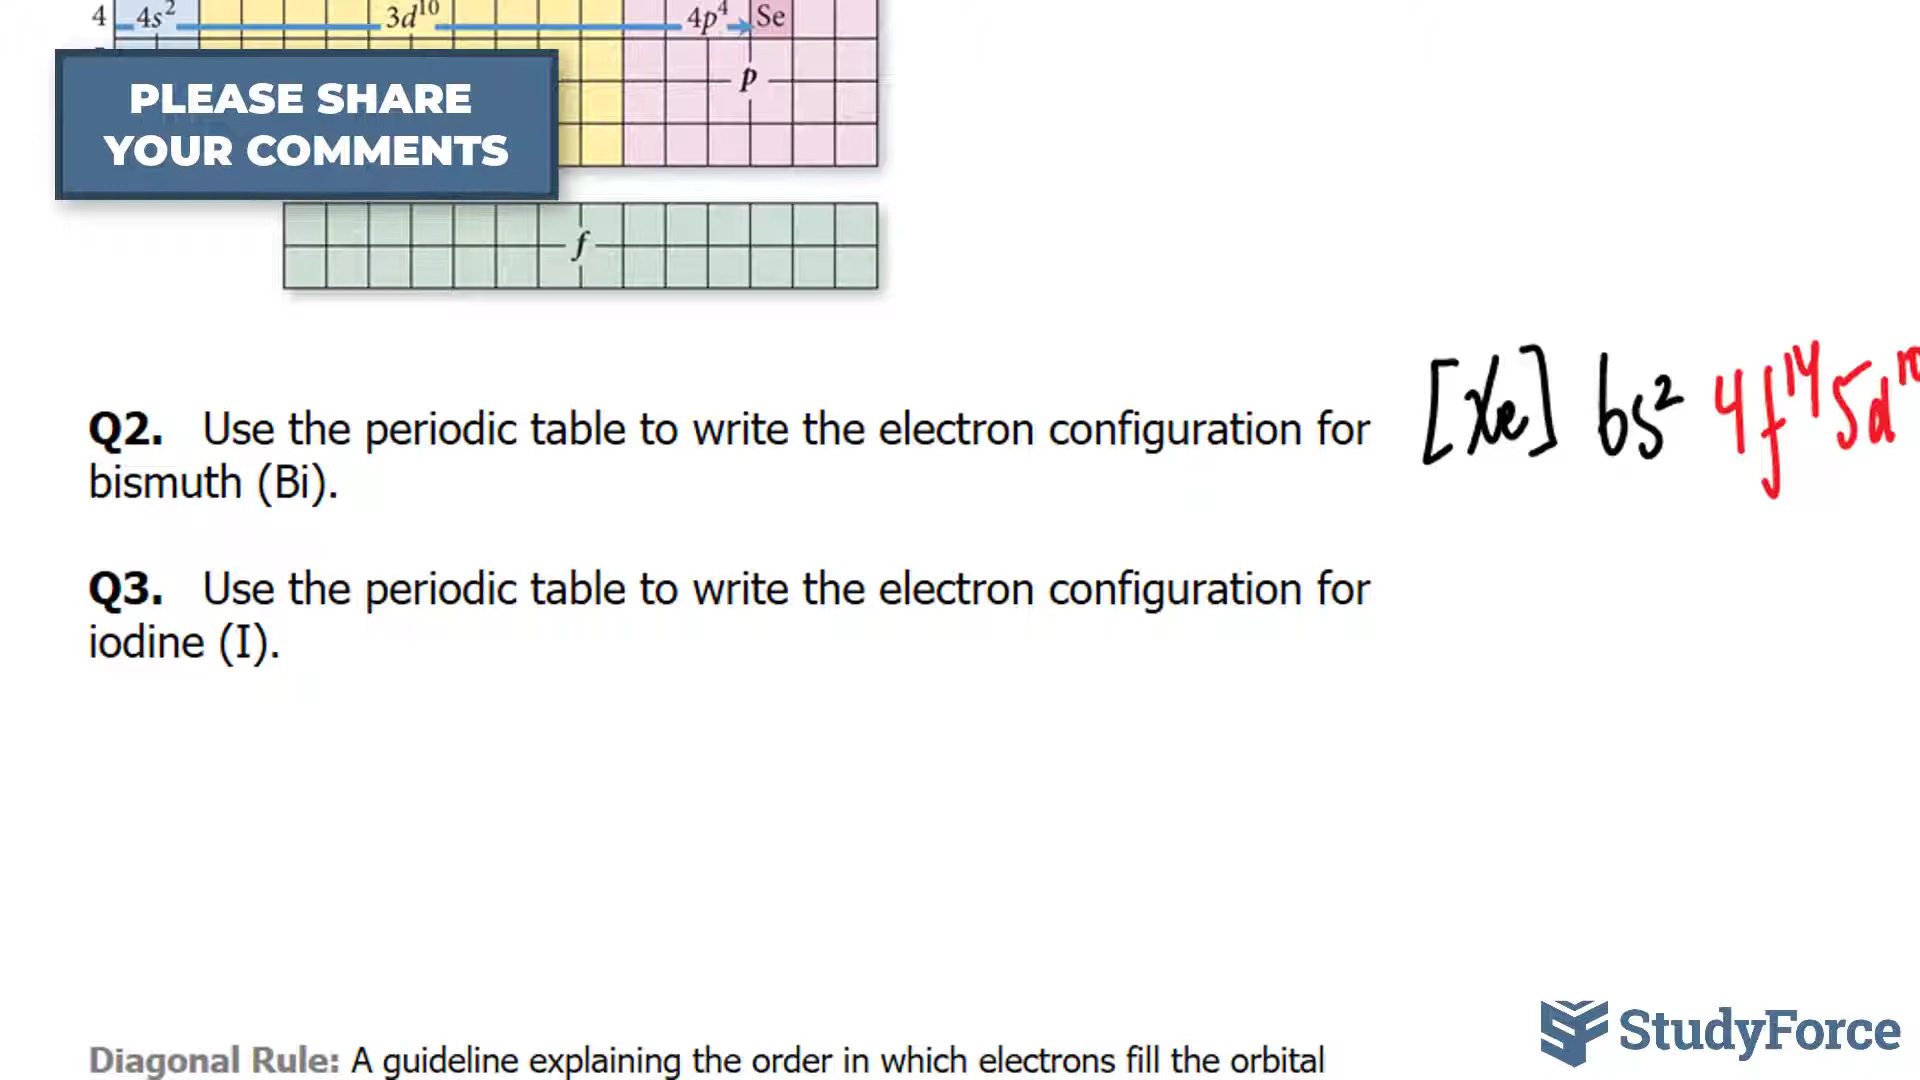 4 4s² 3d¹⁰ 4p⁴ Se
p
PLEASE SHARE
YOUR COMMENTS
f
[Xe] 6s² 4f¹⁴ 5d¹⁰
Q2. Use the periodic table to write the electron configuration for
bismuth (Bi).
Q3. Use the periodic table to write the electron configuration for
iodine (I).
StudyForce
Diagonal Rule: A guideline explaining the order in which electrons fill the orbital